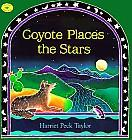 Coyote Places
the Stars
Harriet Peck Taylor